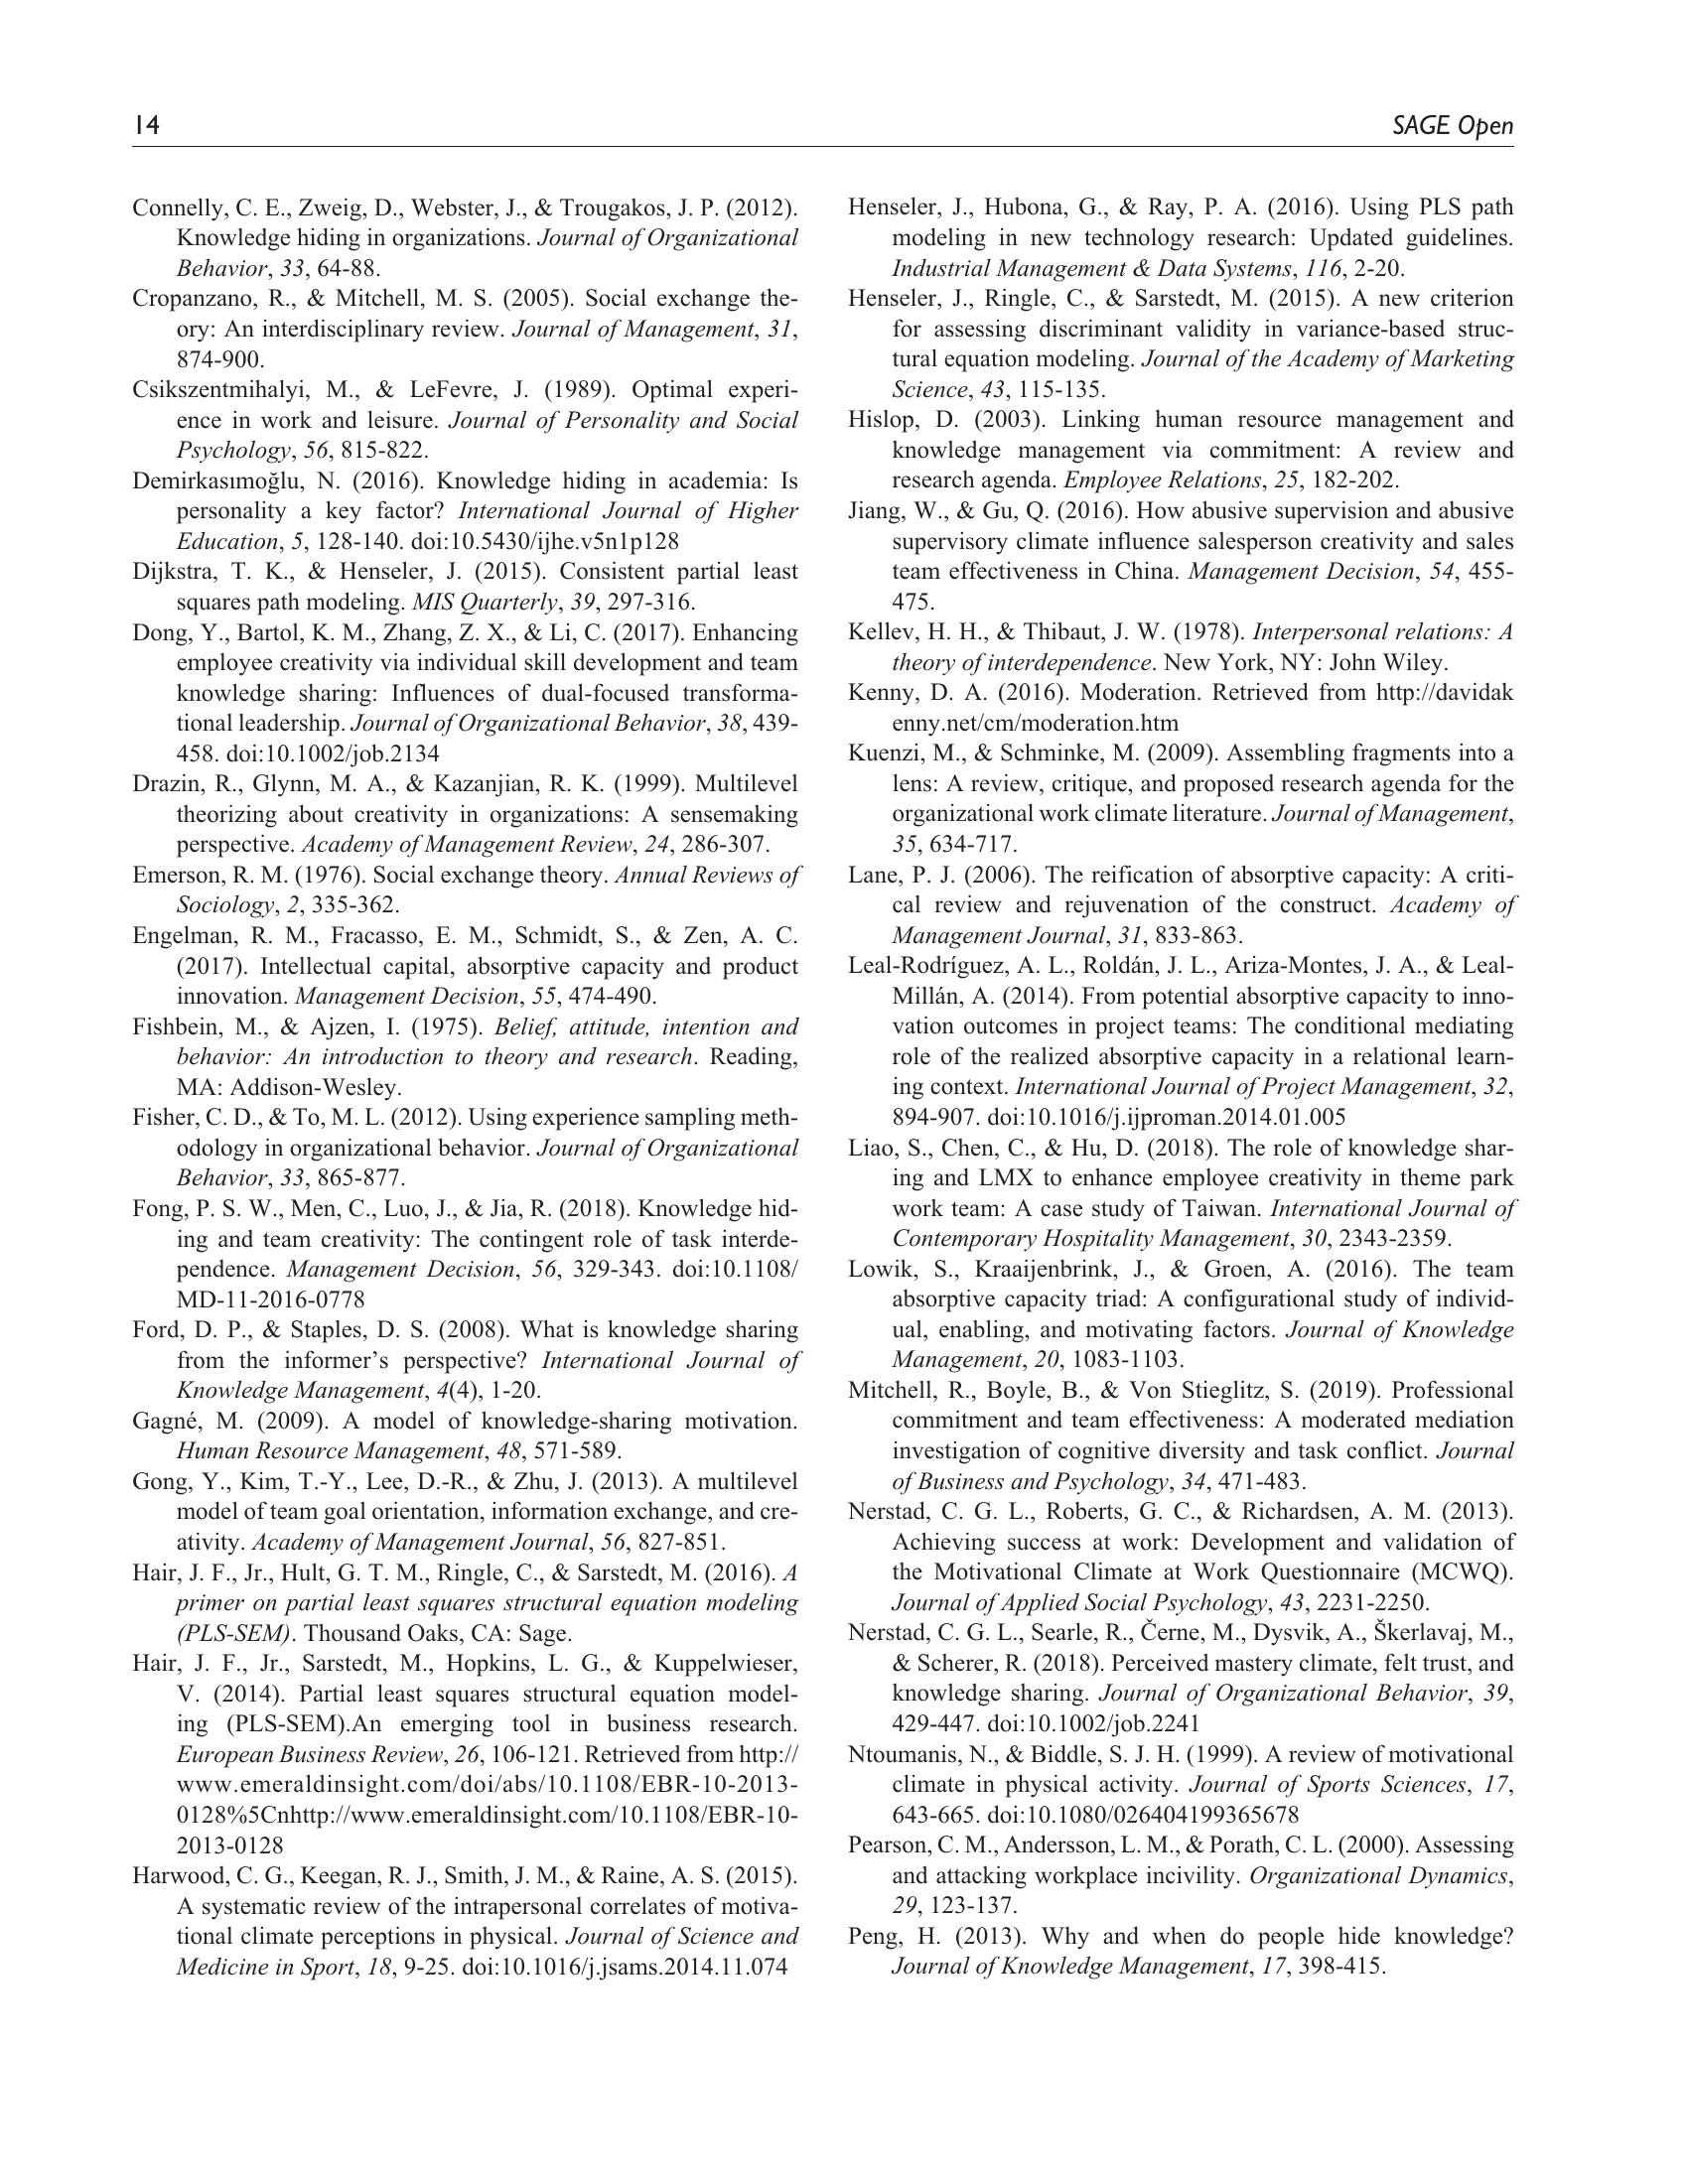 14
SAGE Open
Connelly, C. E., Zweig, D., Webster, J., & Trougakos, J. P. (2012).
Knowledge hiding in organizations. Journal of Organizational
Behavior, 33, 64-88.
Cropanzano, R., & Mitchell, M. S. (2005). Social exchange the-
ory: An interdisciplinary review. Journal of Management, 31,
874-900.
Csikszentmihalyi, M., & LeFevre, J. (1989). Optimal experi-
ence in work and leisure. Journal of Personality and Social
Psychology, 56, 815-822.
Demirkasımoğlu, N. (2016). Knowledge hiding in academia: Is
personality a key factor? International Journal of Higher
Education, 5, 128-140. doi:10.5430/ijhe.v5n1p128
Dijkstra, T. K., & Henseler, J. (2015). Consistent partial least
squares path modeling. MIS Quarterly, 39, 297-316.
Dong, Y., Bartol, K. M., Zhang, Z. X., & Li, C. (2017). Enhancing
employee creativity via individual skill development and team
knowledge sharing: Influences of dual-focused transforma-
tional leadership. Journal of Organizational Behavior, 38, 439-
458. doi:10.1002/job.2134
Drazin, R., Glynn, M. A., & Kazanjian, R. K. (1999). Multilevel
theorizing about creativity in organizations: A sensemaking
perspective. Academy of Management Review, 24, 286-307.
Emerson, R. M. (1976). Social exchange theory. Annual Reviews of
Sociology, 2, 335-362.
Engelman, R. M., Fracasso, E. M., Schmidt, S., & Zen, A. C.
(2017). Intellectual capital, absorptive capacity and product
innovation. Management Decision, 55, 474-490.
Fishbein, M., & Ajzen, I. (1975). Belief, attitude, intention and
behavior: An introduction to theory and research. Reading,
MA: Addison-Wesley.
Fisher, C. D., & To, M. L. (2012). Using experience sampling meth-
odology in organizational behavior. Journal of Organizational
Behavior, 33, 865-877.
Fong, P. S. W., Men, C., Luo, J., & Jia, R. (2018). Knowledge hid-
ing and team creativity: The contingent role of task interde-
pendence. Management Decision, 56, 329-343. doi:10.1108/
MD-11-2016-0778
Ford, D. P., & Staples, D. S. (2008). What is knowledge sharing
from the informer’s perspective? International Journal of
Knowledge Management, 4(4), 1-20.
Gagné, M. (2009). A model of knowledge-sharing motivation.
Human Resource Management, 48, 571-589.
Gong, Y., Kim, T.-Y., Lee, D.-R., & Zhu, J. (2013). A multilevel
model of team goal orientation, information exchange, and cre-
ativity. Academy of Management Journal, 56, 827-851.
Hair, J. F., Jr., Hult, G. T. M., Ringle, C., & Sarstedt, M. (2016). A
primer on partial least squares structural equation modeling
(PLS-SEM). Thousand Oaks, CA: Sage.
Hair, J. F., Jr., Sarstedt, M., Hopkins, L. G., & Kuppelwieser,
V. (2014). Partial least squares structural equation model-
ing (PLS-SEM).An emerging tool in business research.
European Business Review, 26, 106-121. Retrieved from http://
www.emeraldinsight.com/doi/abs/10.1108/EBR-10-2013-
0128%5Cnhttp://www.emeraldinsight.com/10.1108/EBR-10-
2013-0128
Harwood, C. G., Keegan, R. J., Smith, J. M., & Raine, A. S. (2015).
A systematic review of the intrapersonal correlates of motiva-
tional climate perceptions in physical. Journal of Science and
Medicine in Sport, 18, 9-25. doi:10.1016/j.jsams.2014.11.074
Henseler, J., Hubona, G., & Ray, P. A. (2016). Using PLS path
modeling in new technology research: Updated guidelines.
Industrial Management & Data Systems, 116, 2-20.
Henseler, J., Ringle, C., & Sarstedt, M. (2015). A new criterion
for assessing discriminant validity in variance-based struc-
tural equation modeling. Journal of the Academy of Marketing
Science, 43, 115-135.
Hislop, D. (2003). Linking human resource management and
knowledge management via commitment: A review and
research agenda. Employee Relations, 25, 182-202.
Jiang, W., & Gu, Q. (2016). How abusive supervision and abusive
supervisory climate influence salesperson creativity and sales
team effectiveness in China. Management Decision, 54, 455-
475.
Kellev, H. H., & Thibaut, J. W. (1978). Interpersonal relations: A
theory of interdependence. New York, NY: John Wiley.
Kenny, D. A. (2016). Moderation. Retrieved from http://davidak
enny.net/cm/moderation.htm
Kuenzi, M., & Schminke, M. (2009). Assembling fragments into a
lens: A review, critique, and proposed research agenda for the
organizational work climate literature. Journal of Management,
35, 634-717.
Lane, P. J. (2006). The reification of absorptive capacity: A criti-
cal review and rejuvenation of the construct. Academy of
Management Journal, 31, 833-863.
Leal-Rodríguez, A. L., Roldán, J. L., Ariza-Montes, J. A., & Leal-
Millán, A. (2014). From potential absorptive capacity to inno-
vation outcomes in project teams: The conditional mediating
role of the realized absorptive capacity in a relational learn-
ing context. International Journal of Project Management, 32,
894-907. doi:10.1016/j.ijproman.2014.01.005
Liao, S., Chen, C., & Hu, D. (2018). The role of knowledge shar-
ing and LMX to enhance employee creativity in theme park
work team: A case study of Taiwan. International Journal of
Contemporary Hospitality Management, 30, 2343-2359.
Lowik, S., Kraaijenbrink, J., & Groen, A. (2016). The team
absorptive capacity triad: A configurational study of individ-
ual, enabling, and motivating factors. Journal of Knowledge
Management, 20, 1083-1103.
Mitchell, R., Boyle, B., & Von Stieglitz, S. (2019). Professional
commitment and team effectiveness: A moderated mediation
investigation of cognitive diversity and task conflict. Journal
of Business and Psychology, 34, 471-483.
Nerstad, C. G. L., Roberts, G. C., & Richardsen, A. M. (2013).
Achieving success at work: Development and validation of
the Motivational Climate at Work Questionnaire (MCWQ).
Journal of Applied Social Psychology, 43, 2231-2250.
Nerstad, C. G. L., Searle, R., Černe, M., Dysvik, A., Škerlavaj, M.,
& Scherer, R. (2018). Perceived mastery climate, felt trust, and
knowledge sharing. Journal of Organizational Behavior, 39,
429-447. doi:10.1002/job.2241
Ntoumanis, N., & Biddle, S. J. H. (1999). A review of motivational
climate in physical activity. Journal of Sports Sciences, 17,
643-665. doi:10.1080/026404199365678
Pearson, C. M., Andersson, L. M., & Porath, C. L. (2000). Assessing
and attacking workplace incivility. Organizational Dynamics,
29, 123-137.
Peng, H. (2013). Why and when do people hide knowledge?
Journal of Knowledge Management, 17, 398-415.